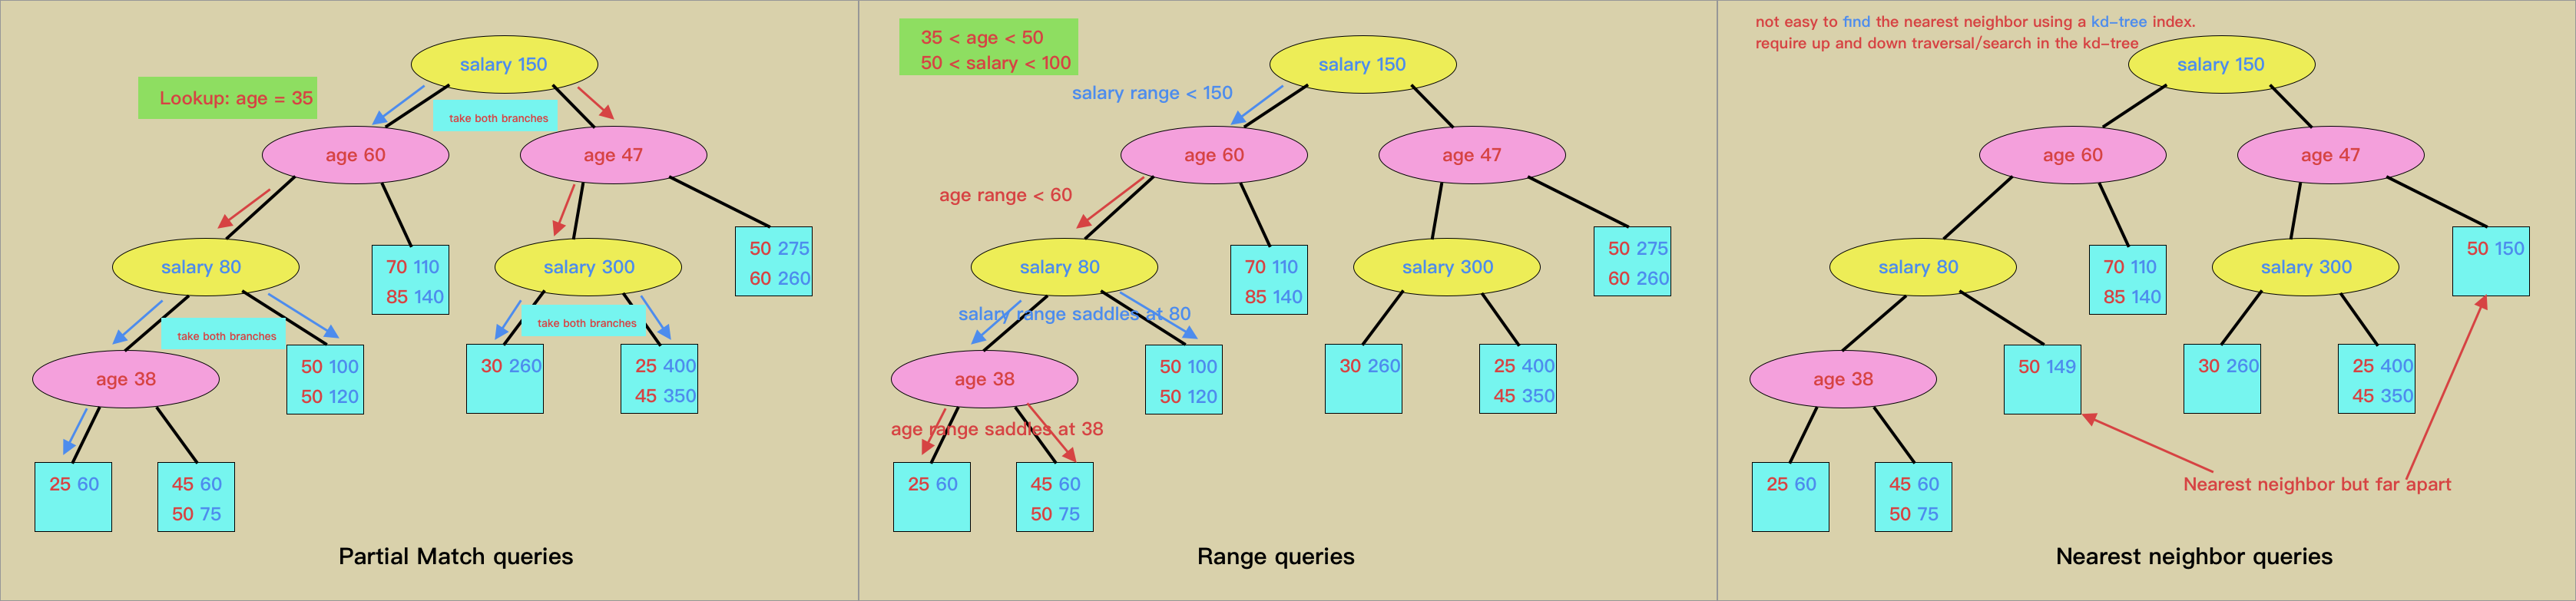 salary 150
Lookup: age = 35
take both branches
age 60
age 47
salary 80
70 110
85 140
salary 300
50 275
60 260
take both branches
take both branches
age 38
50 100
50 120
30 260
25 400
45 350
25 60
45 60
50 75
Partial Match queries
35 < age < 50
50 < salary < 100
salary 150
salary range < 150
age 60
age 47
age range < 60
salary 80
70 110
85 140
salary 300
50 275
60 260
salary range saddles at 80
age 38
50 100
50 120
30 260
25 400
45 350
age range saddles at 38
25 60
45 60
50 75
Range queries
not easy to find the nearest neighbor using a kd-tree index.
require up and down traversal/search in the kd-tree
salary 150
age 60
age 47
salary 80
70 110
85 140
salary 300
50 150
age 38
50 149
30 260
25 400
45 350
25 60
45 60
50 75
Nearest neighbor but far apart
Nearest neighbor queries